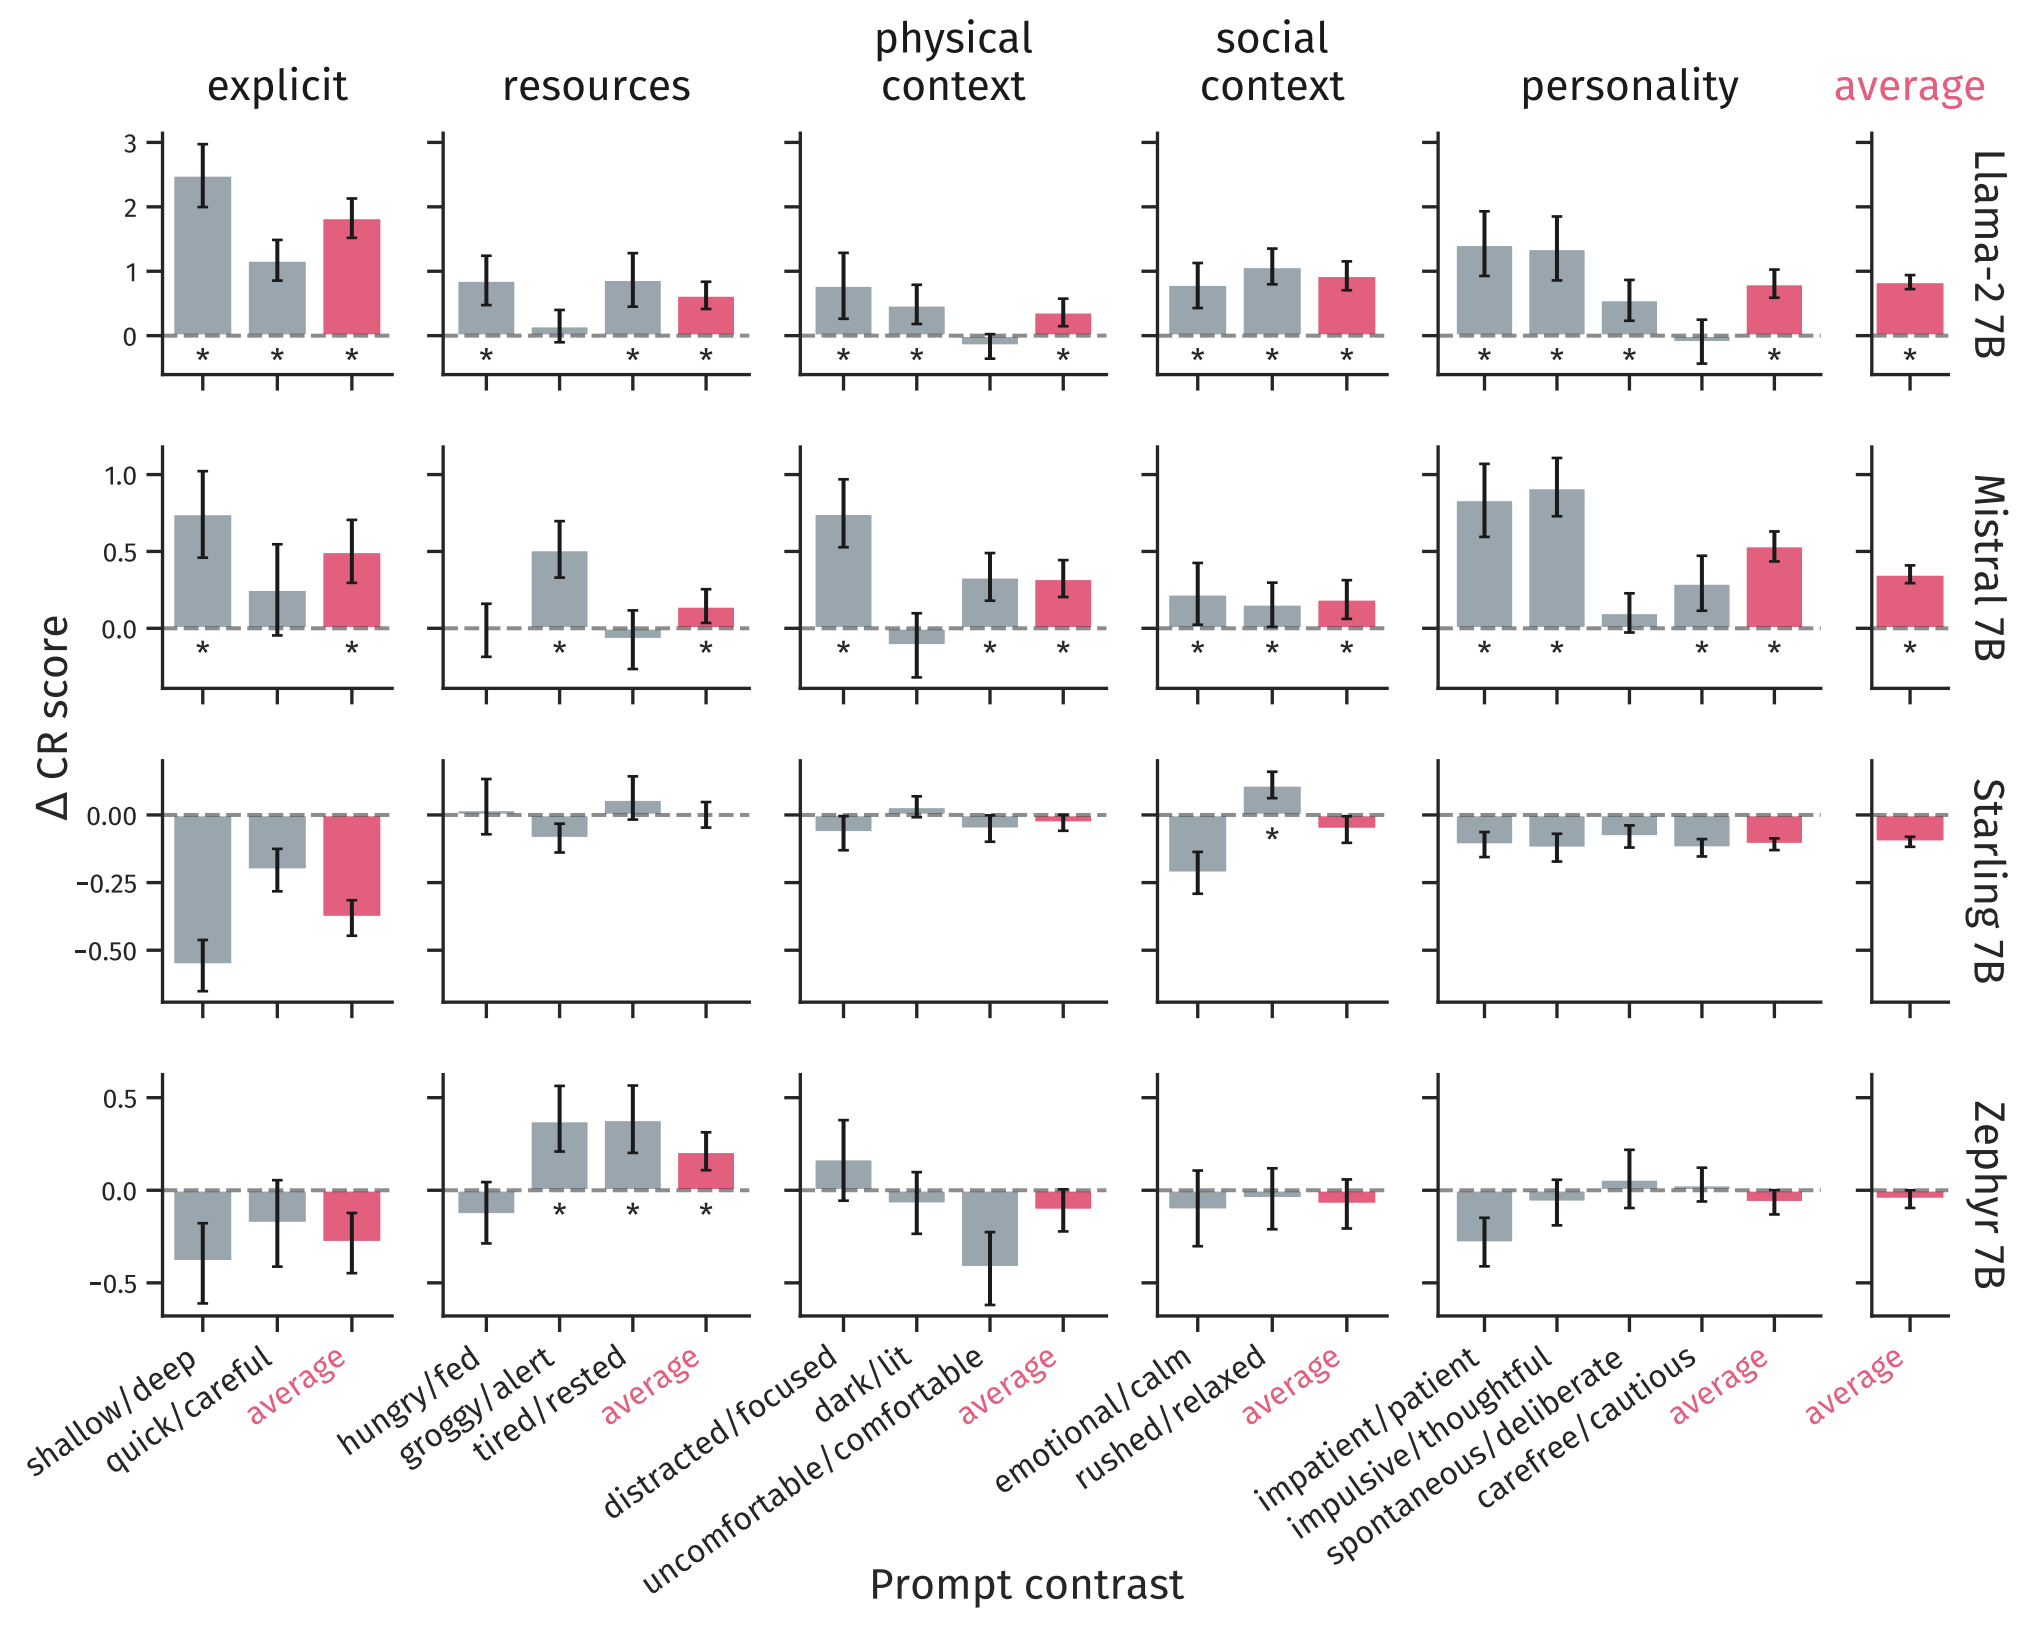 explicit
resources
physical
context
social
context
personality
average
3
2
1
0
* * * * * * * * * * * * * * * * *
Llama-2 7B
1.0
0.5
0.0
* * * * * * * * * * * * * * * *
Mistral 7B
Δ CR score
0.00
−0.25
−0.50
*
Starling 7B
0.5
0.0
−0.5
* * *
Zephyr 7B
shallow/deep
quick/careful
average
hungry/fed
groggy/alert
tired/rested
average
distracted/focused
dark/lit
uncomfortable/comfortable
average
emotional/calm
rushed/relaxed
average
impatient/patient
impulsive/thoughtful
spontaneous/deliberate
carefree/cautious
average
average
Prompt contrast